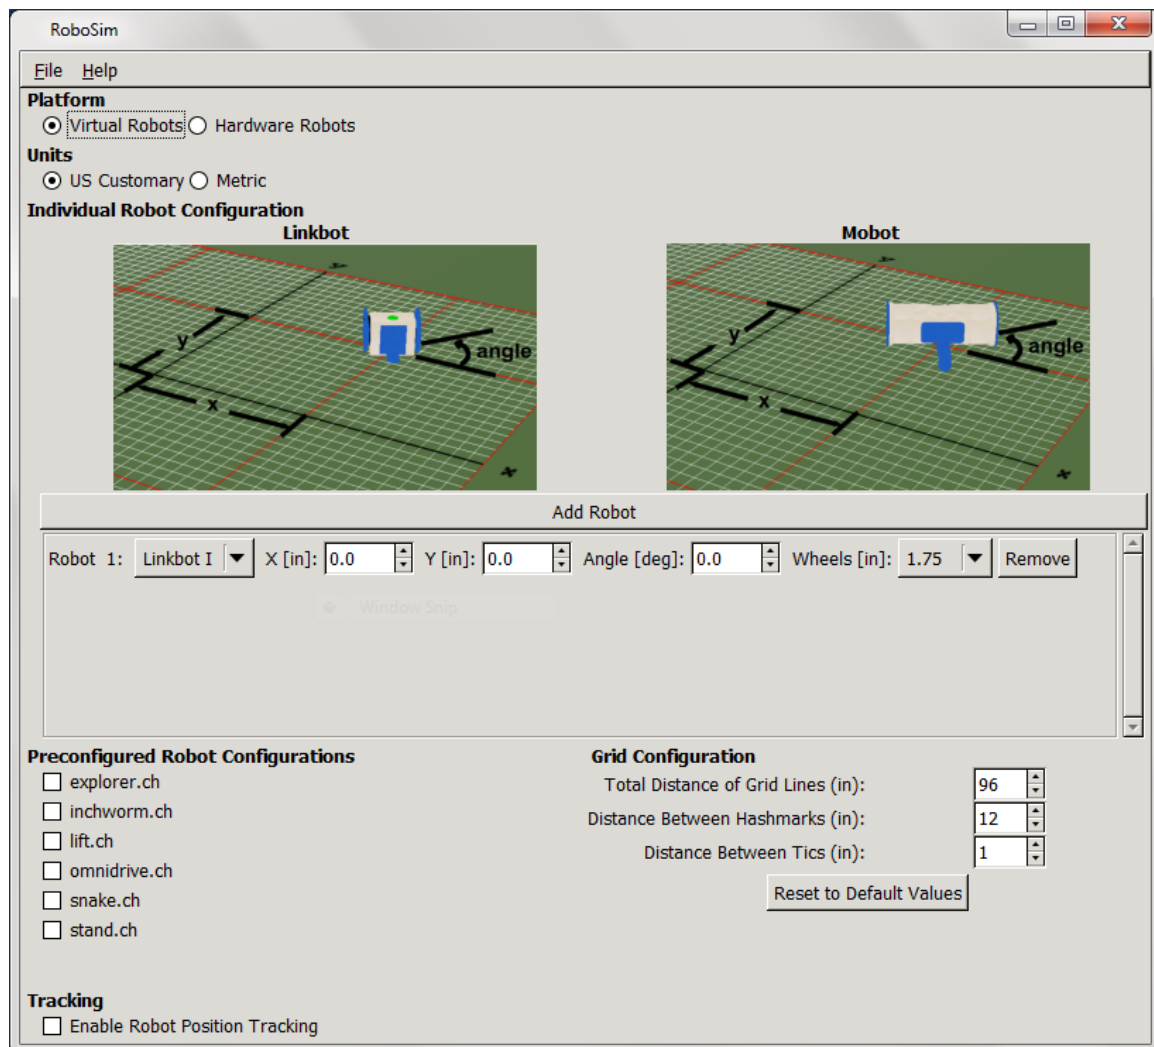 RoboSim
File Help
Platform
Virtual Robots Hardware Robots
Units
US Customary Metric
Individual Robot Configuration
Linkbot Mobot
y y
y angle y angle
x x
x x
Add Robot
Robot 1: Linkbot I X [in]: 0.0 Y [in]: 0.0 Angle [deg]: 0.0 Wheels [in]: 1.75 Remove
Window Snip
Preconfigured Robot Configurations Grid Configuration
explorer.ch Total Distance of Grid Lines (in): 96
inchworm.ch Distance Between Hashmarks (in): 12
lift.ch Distance Between Tics (in): 1
omnidrive.ch
snake.ch Reset to Default Values
stand.ch
Tracking
Enable Robot Position Tracking